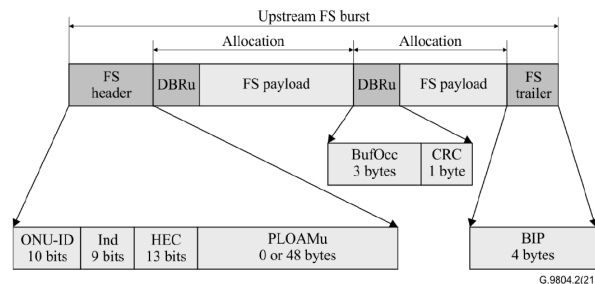 Upstream FS burst
Allocation
Allocation
FS header
DBRu
FS payload
DBRu
FS payload
FS trailer
BufOcc
3 bytes
CRC
1 byte
ONU-ID
10 bits
Ind
9 bits
HEC
13 bits
PLOAMu
0 or 48 bytes
BIP
4 bytes
G.9804.2(21